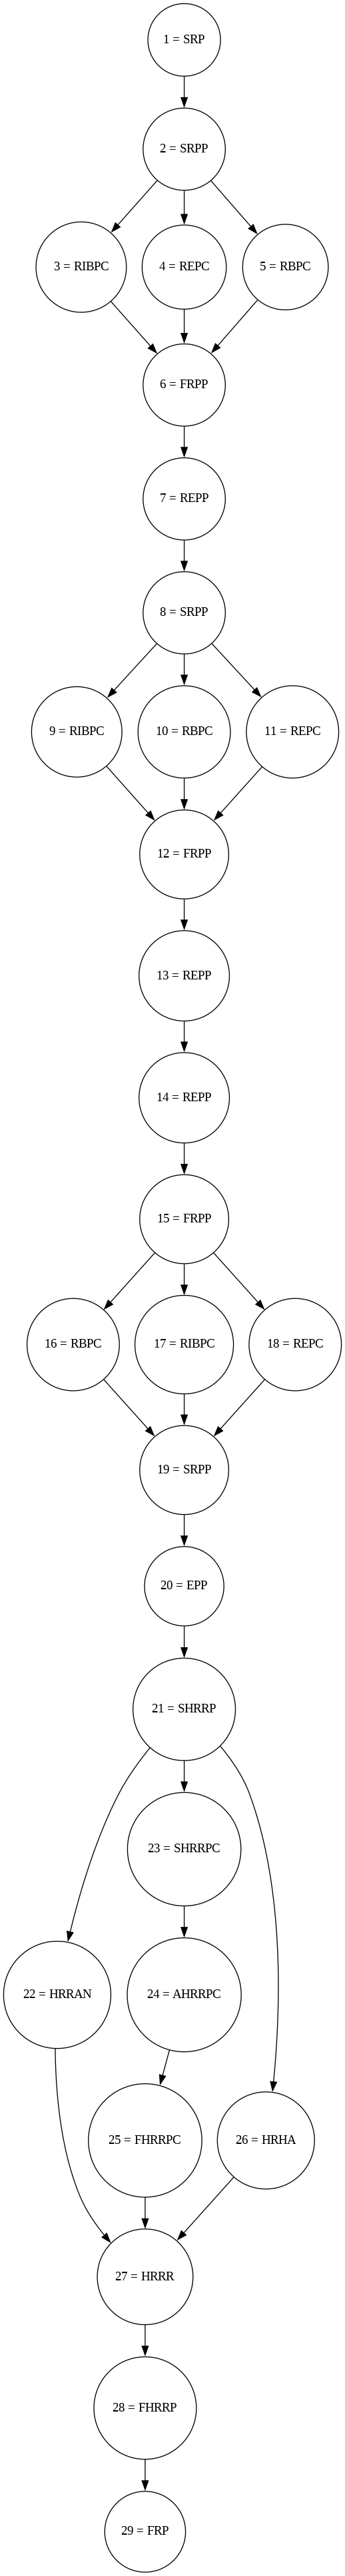 1 = SRP
2 = SRPP
3 = RIBPC
4 = REPC
5 = RBPC
6 = FRPP
7 = REPP
8 = SRPP
9 = RIBPC
10 = RBPC
11 = REPC
12 = FRPP
13 = REPP
14 = REPP
15 = FRPP
16 = RBPC
17 = RIBPC
18 = REPC
19 = SRPP
20 = EPP
21 = SHRRP
23 = SHRRPC
22 = HRRAN
24 = AHRRPC
25 = FHRRPC
26 = HRHA
27 = HRRR
28 = FHRRP
29 = FRP